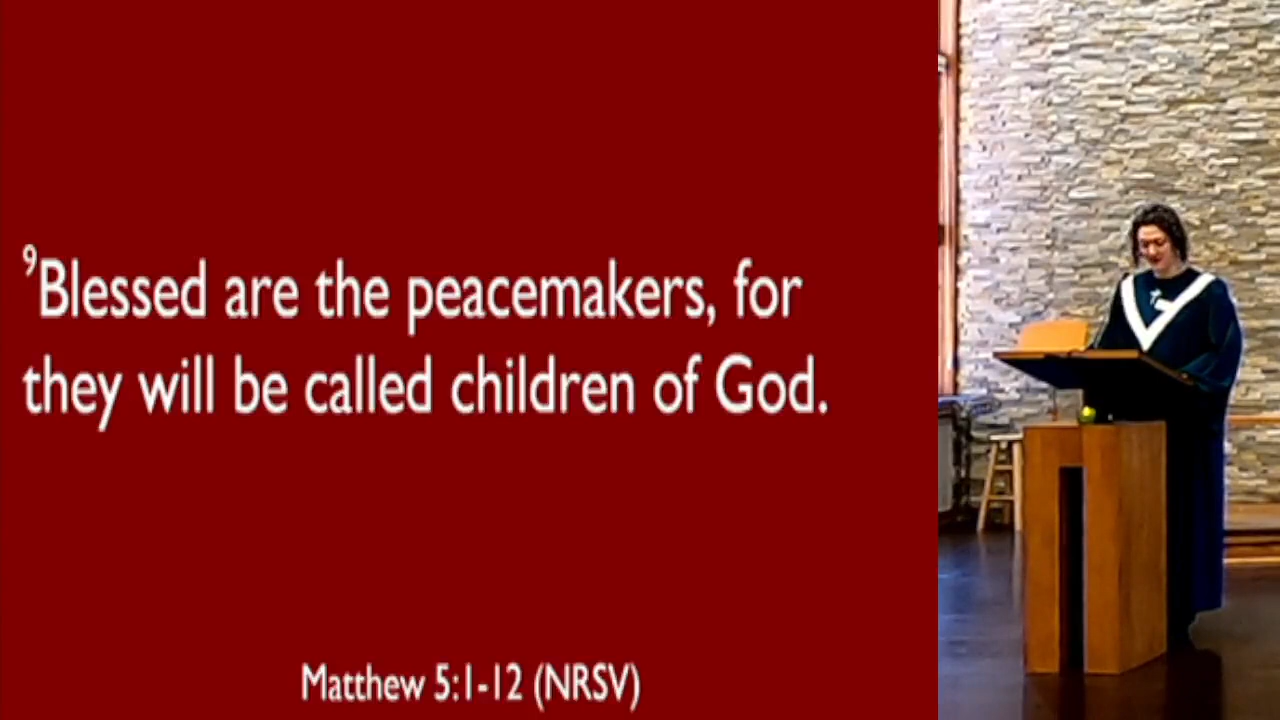 ⁹Blessed are the peacemakers, for
they will be called children of God.
Matthew 5:1-12 (NRSV)